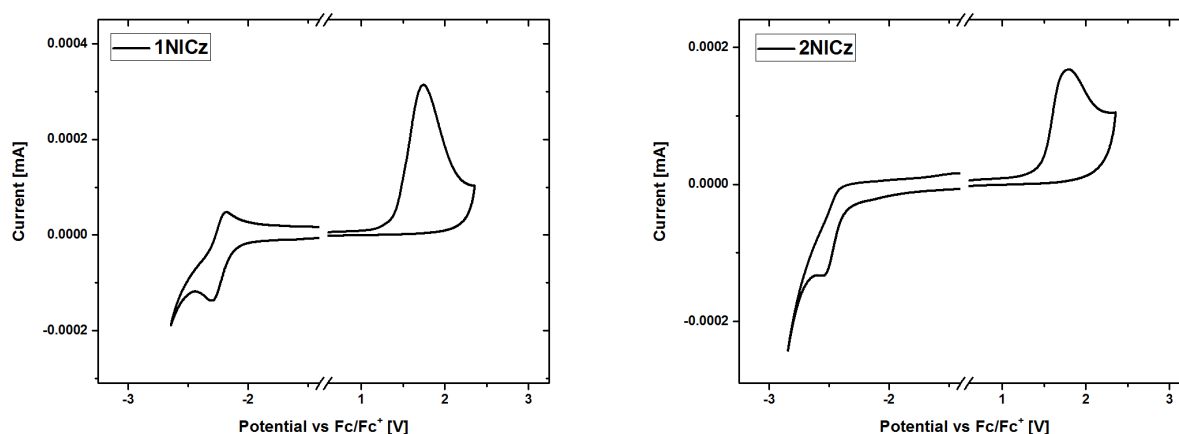 1NICz
0.0004
0.0002
0.0000
-0.0002
Current [mA]
-3
-2
1
2
3
Potential vs Fc/Fc⁺ [V]
2NICz
0.0002
0.0000
-0.0002
Current [mA]
-3
-2
1
2
3
Potential vs Fc/Fc⁺ [V]